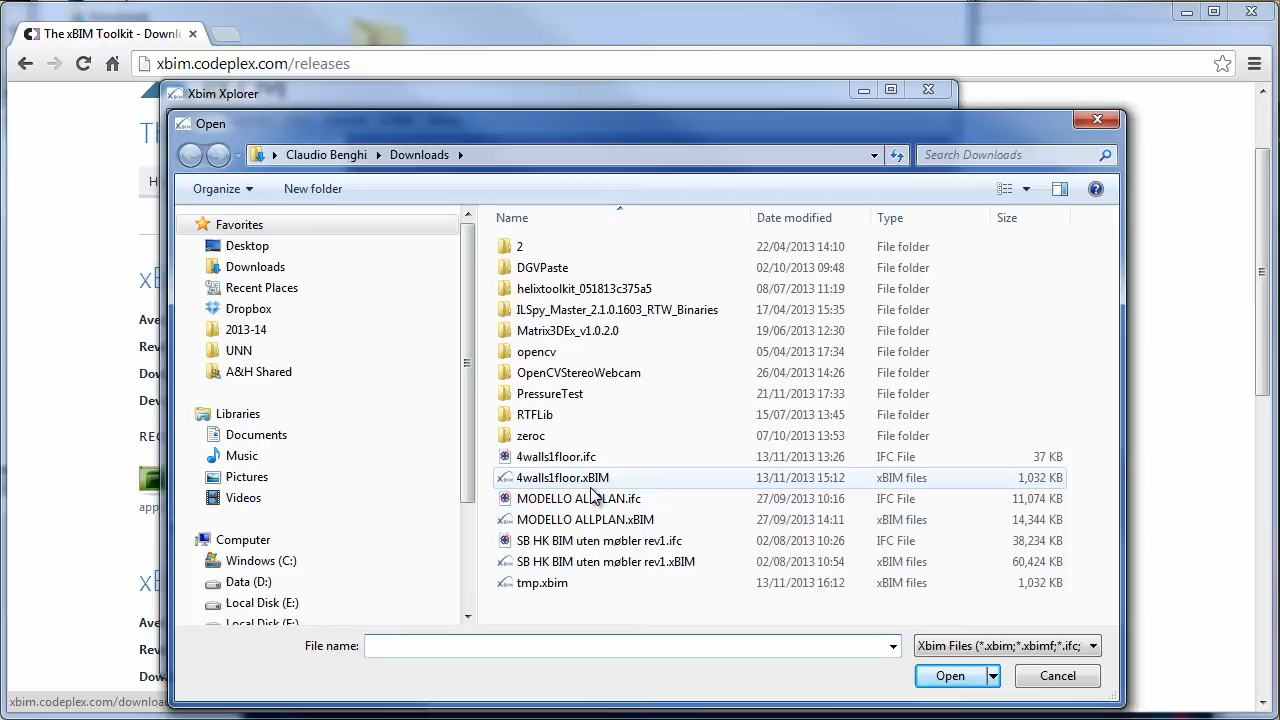 The xBIM Toolkit - Downl
xbim.codeplex.com/releases
Xbim Xplorer
Open
Claudio Benghi
Downloads
Search Downloads
Organize
New folder
Name
Date modified
Type
Size
Favorites
Desktop
Downloads
Recent Places
Dropbox
2013-14
UNN
A&H Shared
Libraries
Documents
Music
Pictures
Videos
Computer
Windows (C:)
Data (D:)
Local Disk (E:)
2 22/04/2013 14:10 File folder
DGVPaste 02/10/2013 09:48 File folder
helixtoolkit_051813c375a5 08/07/2013 11:19 File folder
ILSpy_Master_2.1.0.1603_RTW_Binaries 17/04/2013 15:35 File folder
Matrix3DEx_v1.0.2.0 19/06/2013 12:30 File folder
opencv 05/04/2013 17:34 File folder
OpenCVStereoWebcam 26/04/2013 14:26 File folder
PressureTest 21/11/2013 17:33 File folder
RTFLib 15/07/2013 13:45 File folder
zeroc 07/10/2013 13:53 File folder
4walls1floor.ifc 13/11/2013 13:26 IFC File 37 KB
4walls1floor.xBIM 13/11/2013 15:12 xBIM files 1,032 KB
MODELLO ALLPLAN.ifc 27/09/2013 10:16 IFC File 11,074 KB
MODELLO ALLPLAN.xBIM 27/09/2013 14:11 xBIM files 14,344 KB
SB HK BIM uten møbler rev1.ifc 02/08/2013 10:26 IFC File 38,234 KB
SB HK BIM uten møbler rev1.xBIM 02/08/2013 10:54 xBIM files 60,424 KB
tmp.xbim 13/11/2013 16:12 xBIM files 1,032 KB
File name:
Xbim Files (*.xbim;*.xbimf;*.ifc;
Open
Cancel
xbim.codeplex.com/download